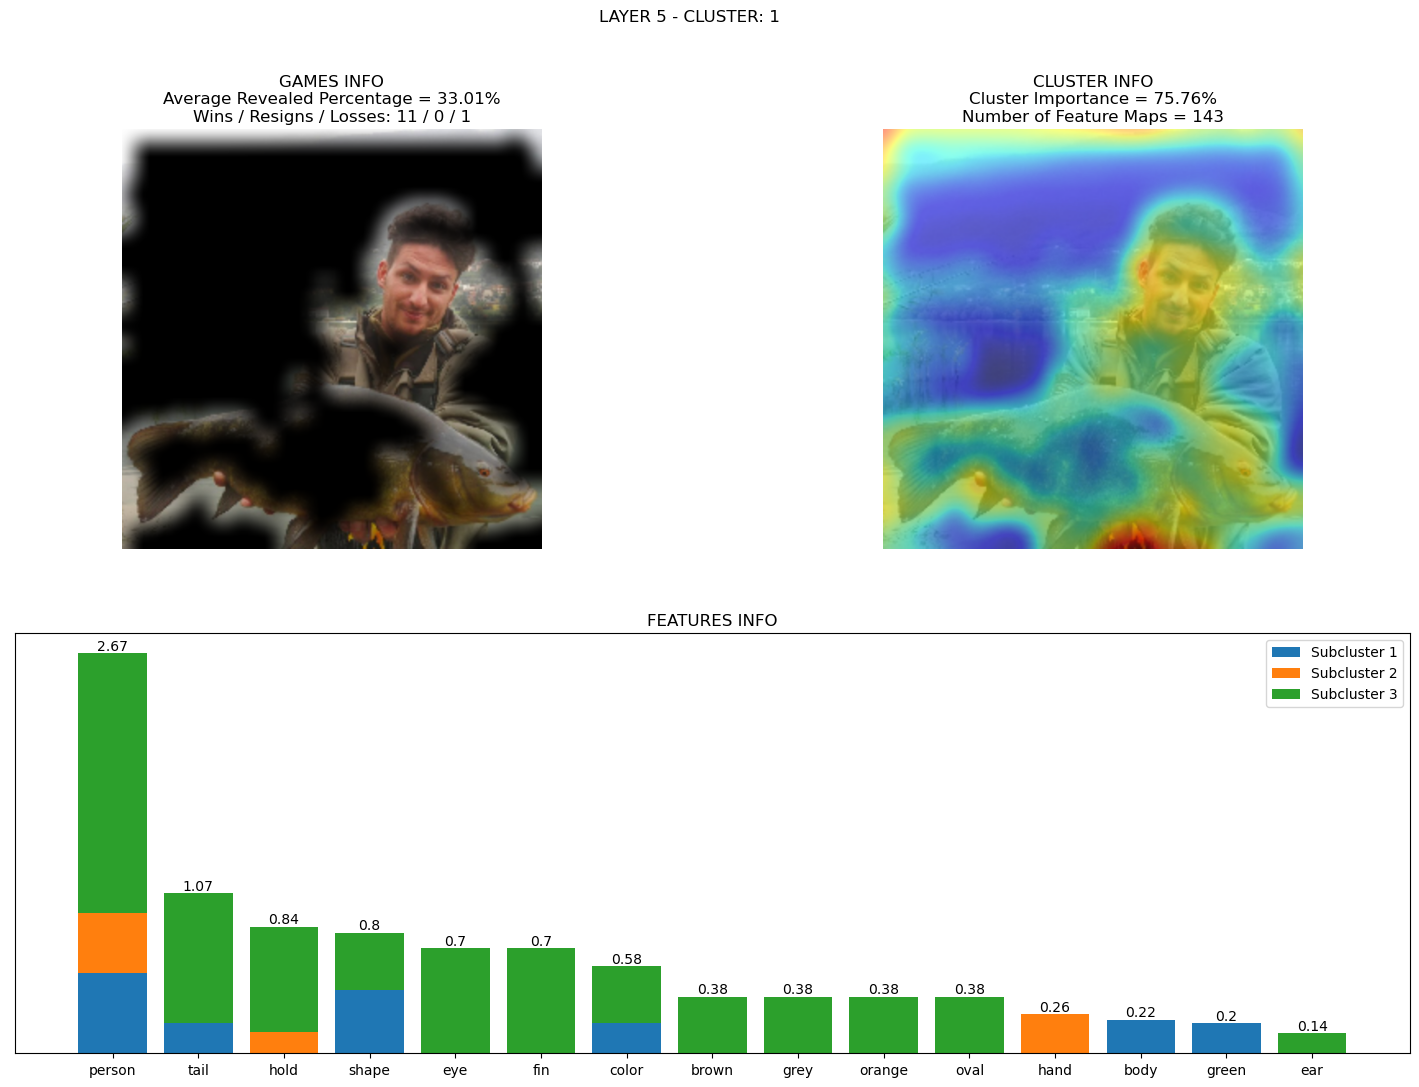 LAYER 5 - CLUSTER: 1
GAMES INFO
Average Revealed Percentage = 33.01%
Wins / Resigns / Losses: 11 / 0 / 1
CLUSTER INFO
Cluster Importance = 75.76%
Number of Feature Maps = 143
FEATURES INFO
Subcluster 1
Subcluster 2
Subcluster 3
2.67
1.07
0.84
0.8
0.7
0.7
0.58
0.38
0.38
0.38
0.38
0.26
0.22
0.2
0.14
person tail hold shape eye fin color brown grey orange oval hand body green ear